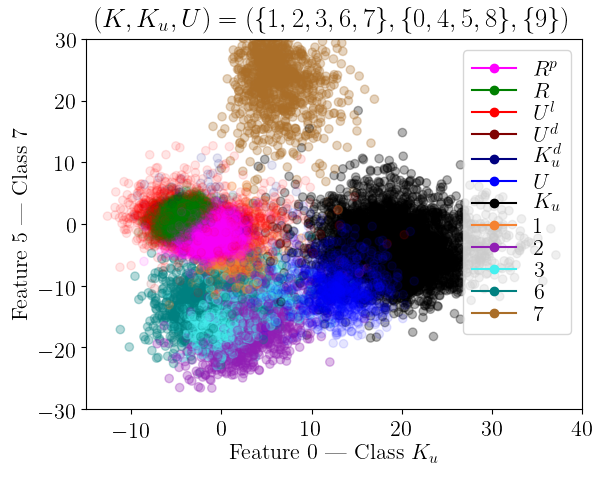 (K, K_u, U) = ({1, 2, 3, 6, 7}, {0, 4, 5, 8}, {9})
30
20
10
0
−10
−20
−30
Feature 5 — Class 7
R^p
R
U^l
U^d
K_u^d
U
K_u
1
2
3
6
7
−10
0
10
20
30
40
Feature 0 — Class K_u